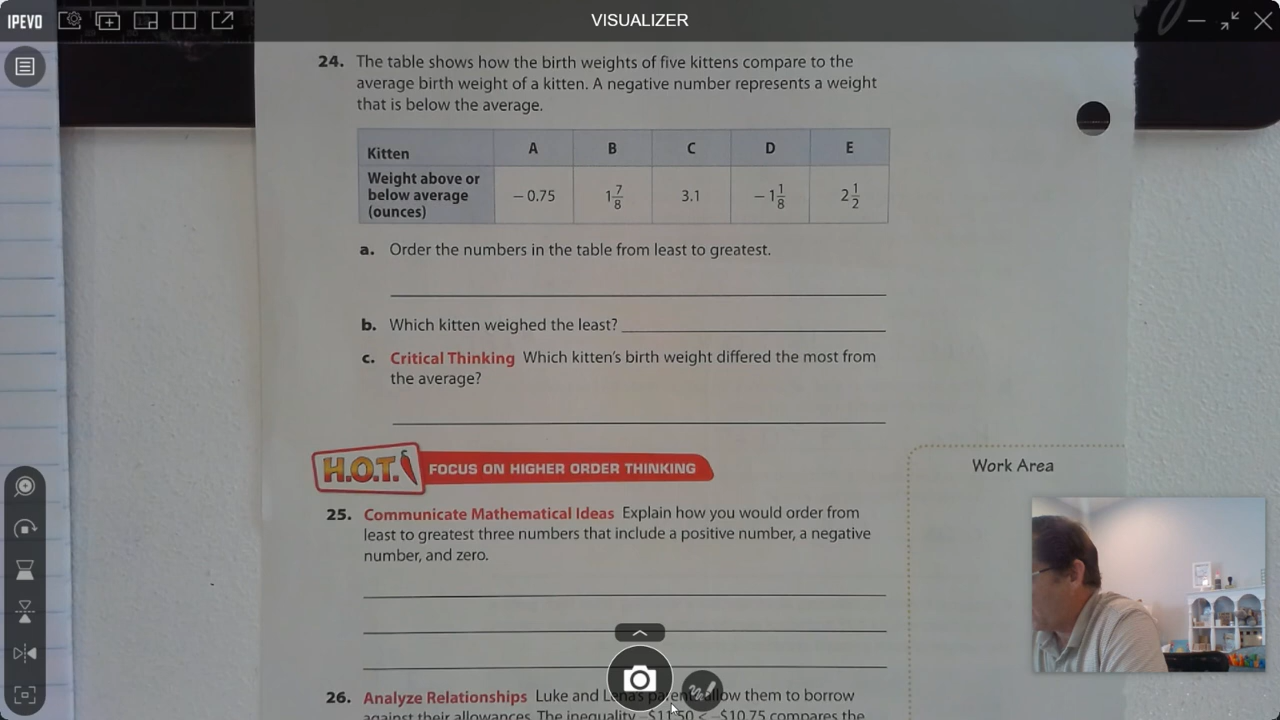 IPEVO
VISUALIZER
24. The table shows how the birth weights of five kittens compare to the
average birth weight of a kitten. A negative number represents a weight
that is below the average.
Kitten A B C D E
Weight above or
below average
(ounces)
−0.75 1 7/8 3.1 −1 1/8 2 1/2
a. Order the numbers in the table from least to greatest.
b. Which kitten weighed the least?
c. Critical Thinking Which kitten's birth weight differed the most from
the average?
H.O.T. FOCUS ON HIGHER ORDER THINKING
Work Area
25. Communicate Mathematical Ideas Explain how you would order from
least to greatest three numbers that include a positive number, a negative
number, and zero.
26. Analyze Relationships Luke and Lena's parents allow them to borrow
against their allowances. The inequality −$11.50 < −$10.75 compares the